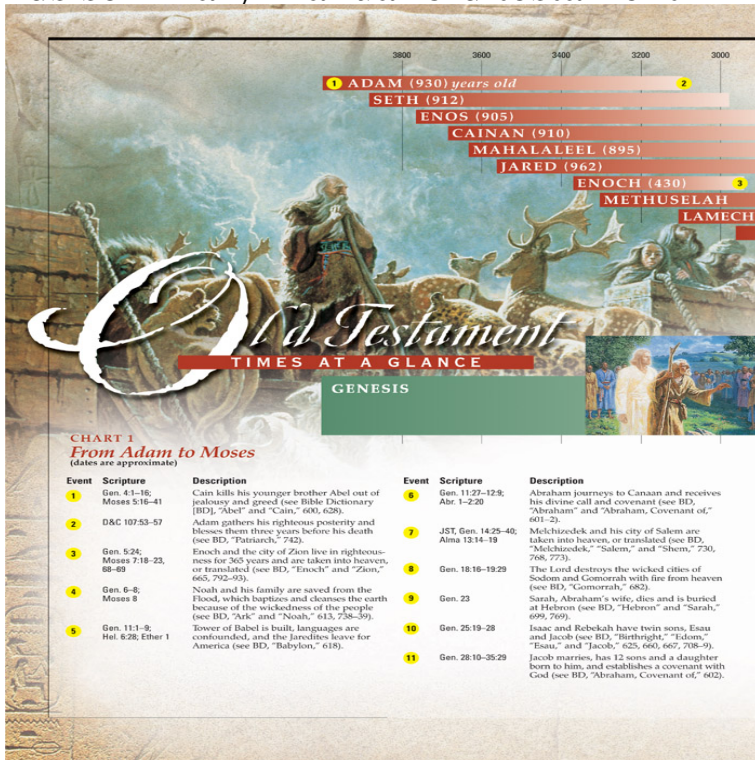 3800 3600 3400 3200 3000
1 ADAM (930) years old 2
SETH (912)
ENOS (905)
CAINAN (910)
MAHALALEEL (895)
JARED (962)
ENOCH (430) 3
METHUSELAH
LAMECH
Old Testament
TIMES AT A GLANCE
GENESIS
CHART 1
From Adam to Moses
(dates are approximate)
Event Scripture Description
1 Gen. 4:1–16; Cain kills his younger brother Abel out of
Moses 5:16–41 jealousy and greed (see Bible Dictionary
[BD], "Abel" and "Cain," 600, 628).
2 D&C 107:53–57 Adam gathers his righteous posterity and
blesses them three years before his death
(see BD, "Patriarch," 742).
3 Gen. 5:24; Enoch and the city of Zion live in righteous-
Moses 7:18–23, ness for 365 years and are taken into heaven,
68–69 or translated (see BD, "Enoch" and "Zion,"
665, 792–93).
4 Gen. 6–8; Noah and his family are saved from the
Moses 8 Flood, which baptizes and cleanses the earth
because of the wickedness of the people
(see BD, "Ark" and "Noah," 613, 738–39).
5 Gen. 11:1–9; Tower of Babel is built, languages are
Hel. 6:28; Ether 1 confounded, and the Jaredites leave for
America (see BD, "Babylon," 618).
Event Scripture Description
6 Gen. 11:27–12:9; Abraham journeys to Canaan and receives
Abr. 1–2:20 his divine call and covenant (see BD,
"Abraham" and "Abraham, Covenant of,"
601–2).
7 JST, Gen. 14:25–40; Melchizedek and his city of Salem are
Alma 13:14–19 taken into heaven, or translated (see BD,
"Melchizedek," "Salem," and "Shem," 730,
768, 773).
8 Gen. 18:16–19:29 The Lord destroys the wicked cities of
Sodom and Gomorrah with fire from heaven
(see BD, "Gomorrah," 682).
9 Gen. 23 Sarah, Abraham's wife, dies and is buried
at Hebron (see BD, "Hebron" and "Sarah,"
699, 769).
10 Gen. 25:19–28 Isaac and Rebekah have twin sons, Esau
and Jacob (see BD, "Birthright," "Edom,"
"Esau," and "Jacob," 625, 660, 667, 708–9).
11 Gen. 28:10–35:29 Jacob marries, has 12 sons and a daughter
born to him, and establishes a covenant with
God (see BD, "Abraham, Covenant of," 602).